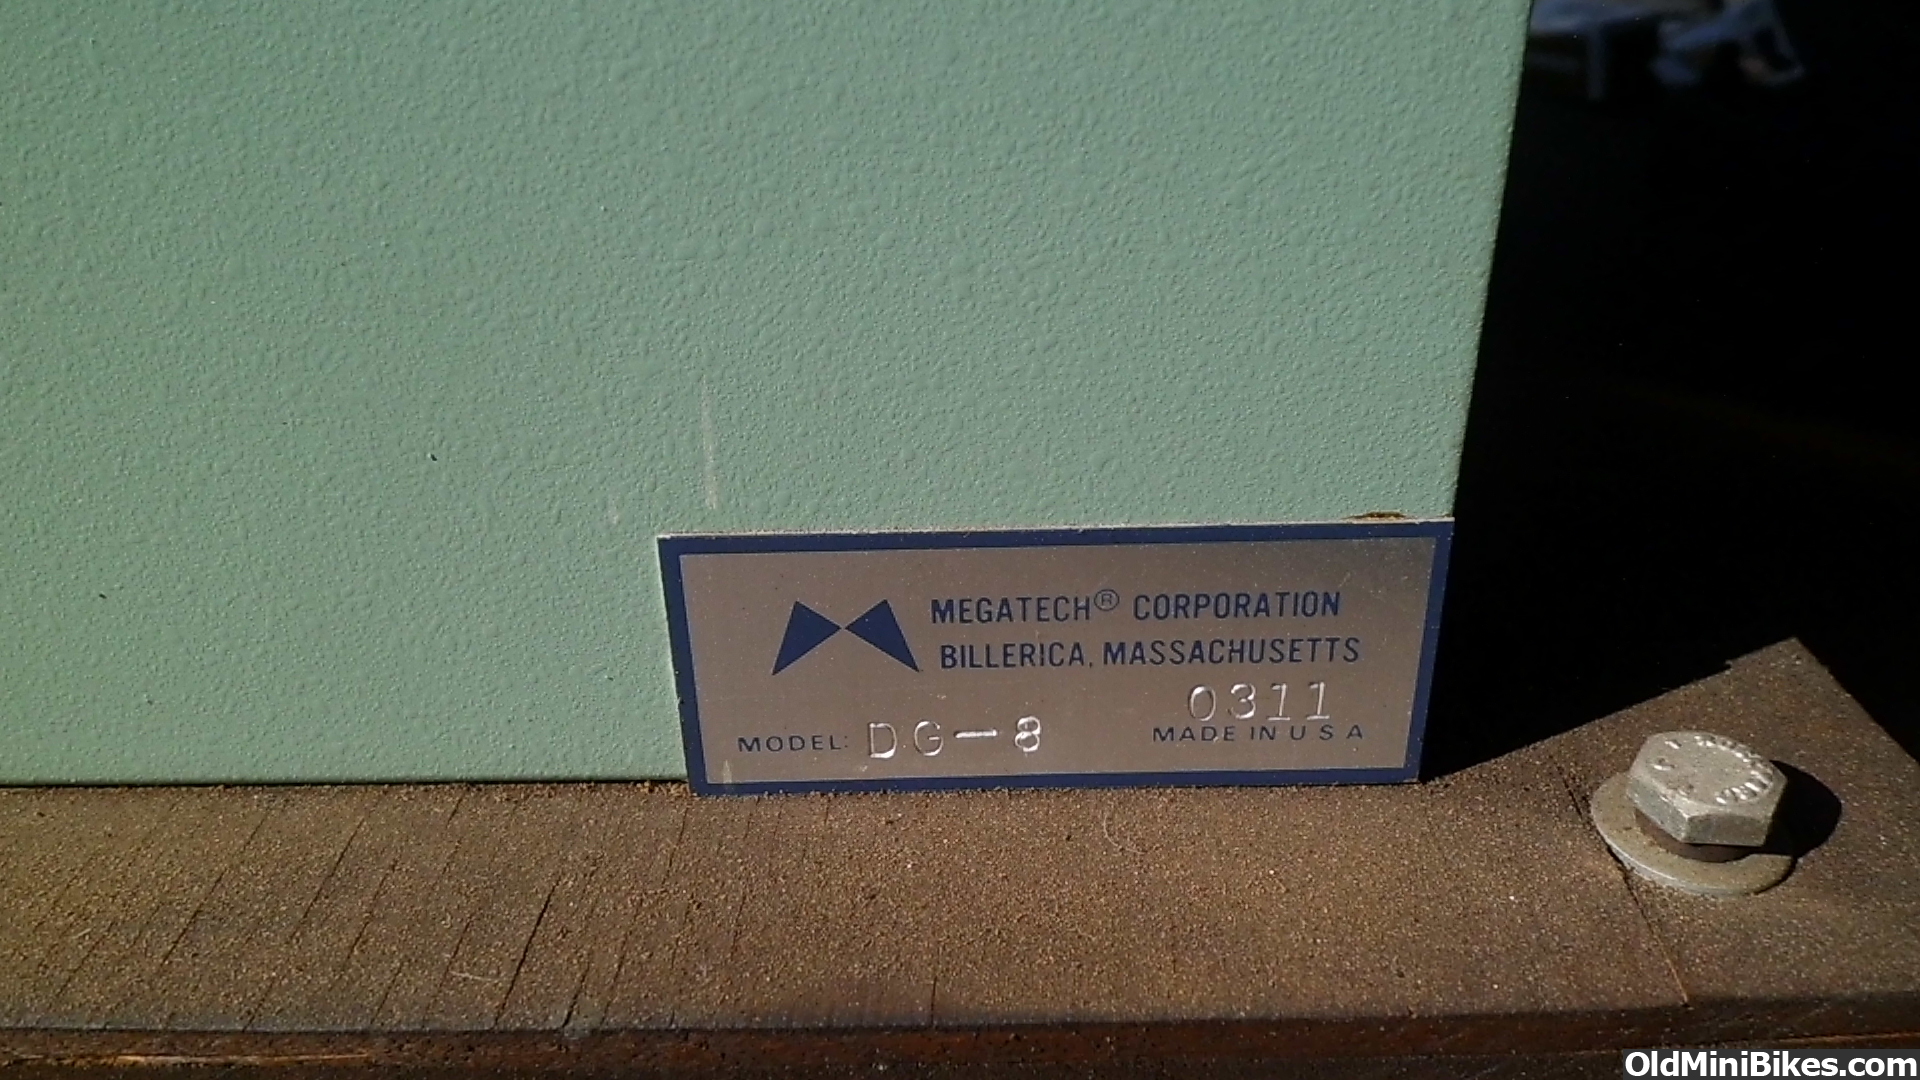 MEGATECH® CORPORATION
BILLERICA, MASSACHUSETTS
0311
MODEL: DG-8 MADE IN U S A
OldMiniBikes.com